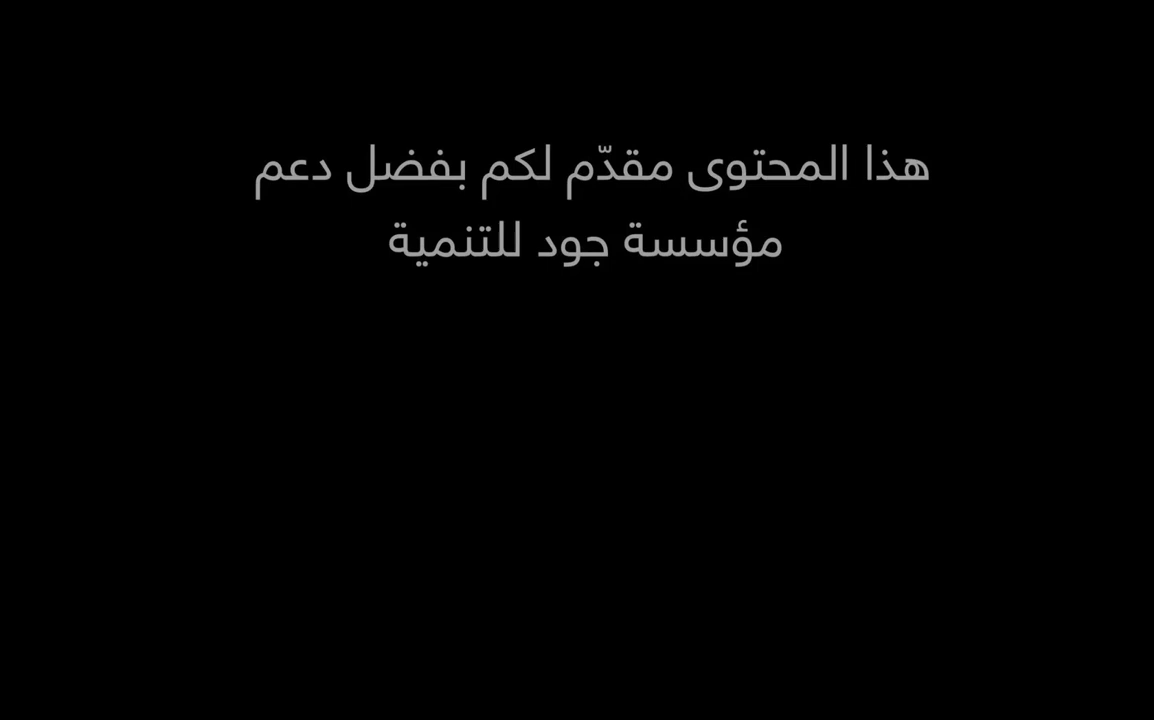 هذا المحتوى مقدّم لكم بفضل دعم
مؤسسة جود للتنمية